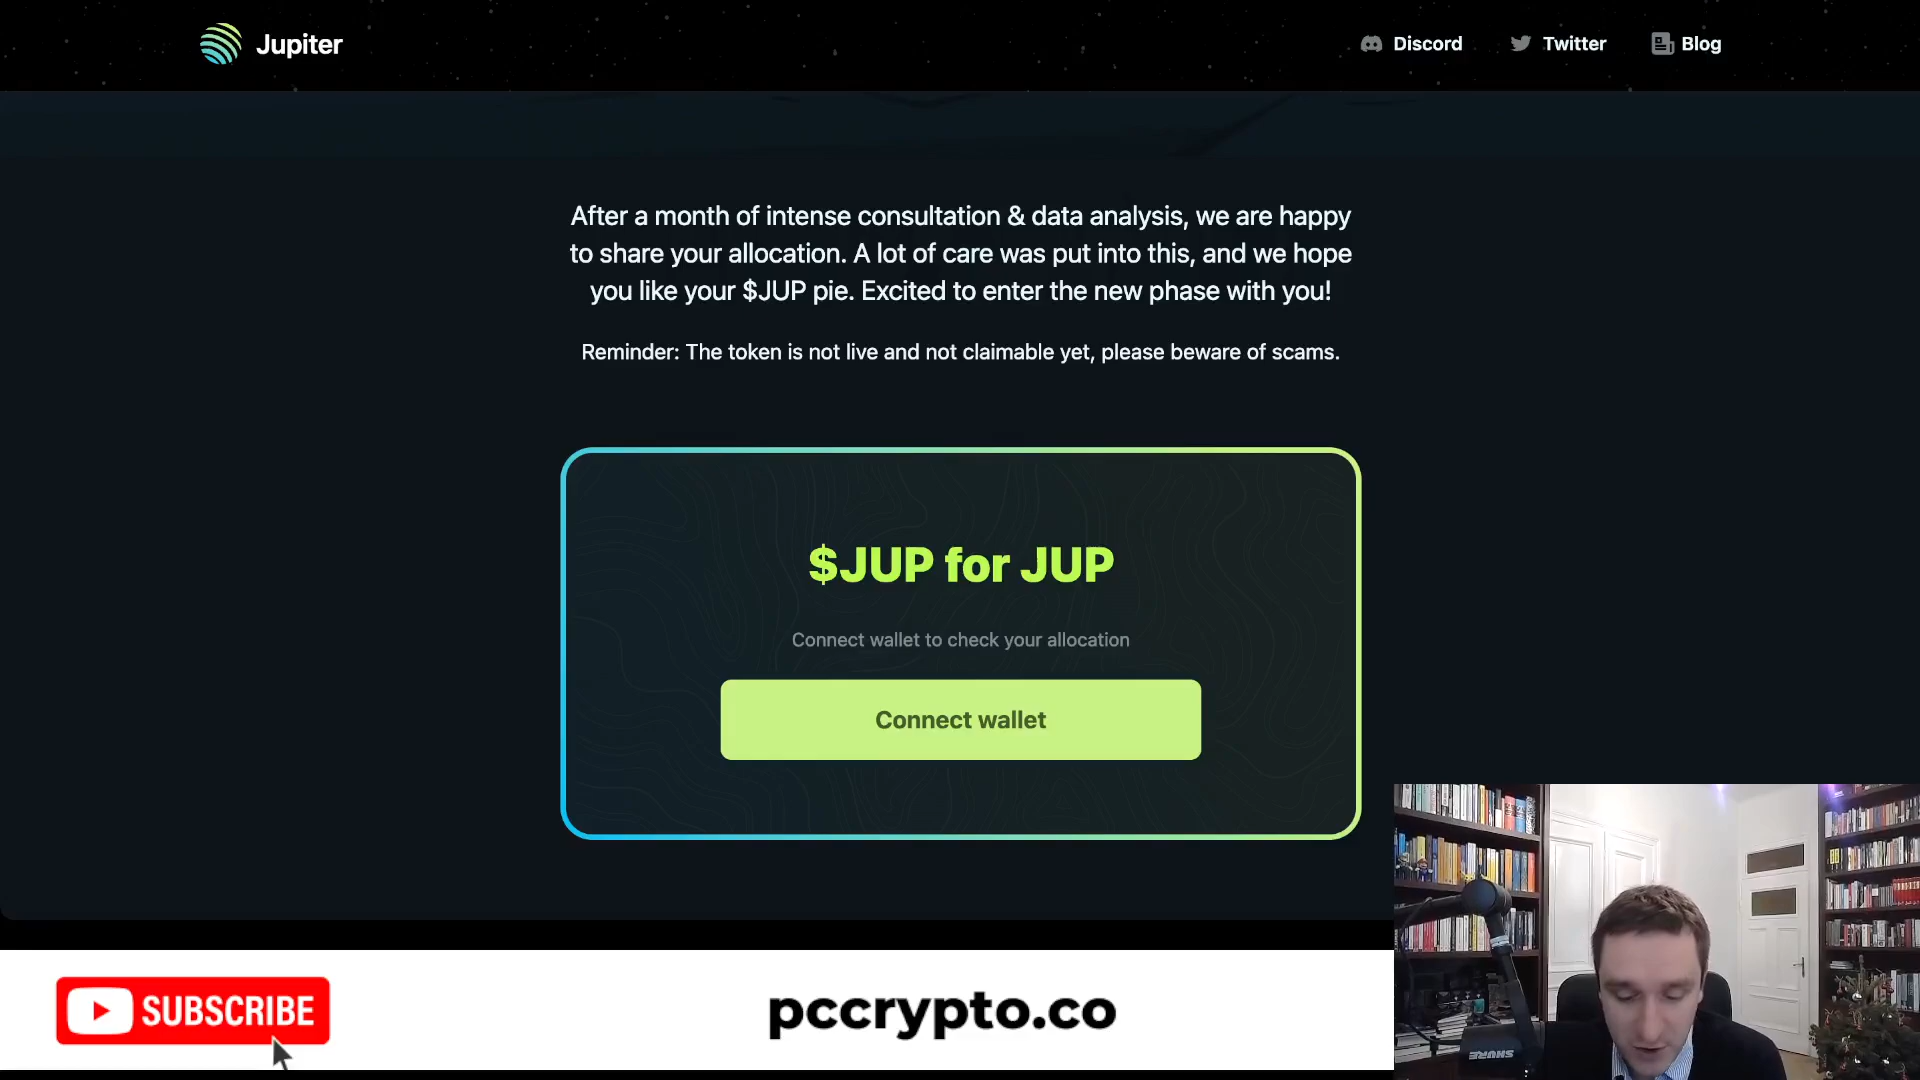 Jupiter
Discord
Twitter
Blog
After a month of intense consultation & data analysis, we are happy
to share your allocation. A lot of care was put into this, and we hope
you like your $JUP pie. Excited to enter the new phase with you!
Reminder: The token is not live and not claimable yet, please beware of scams.
$JUP for JUP
Connect wallet to check your allocation
Connect wallet
SUBSCRIBE
pccrypto.co
SHURE